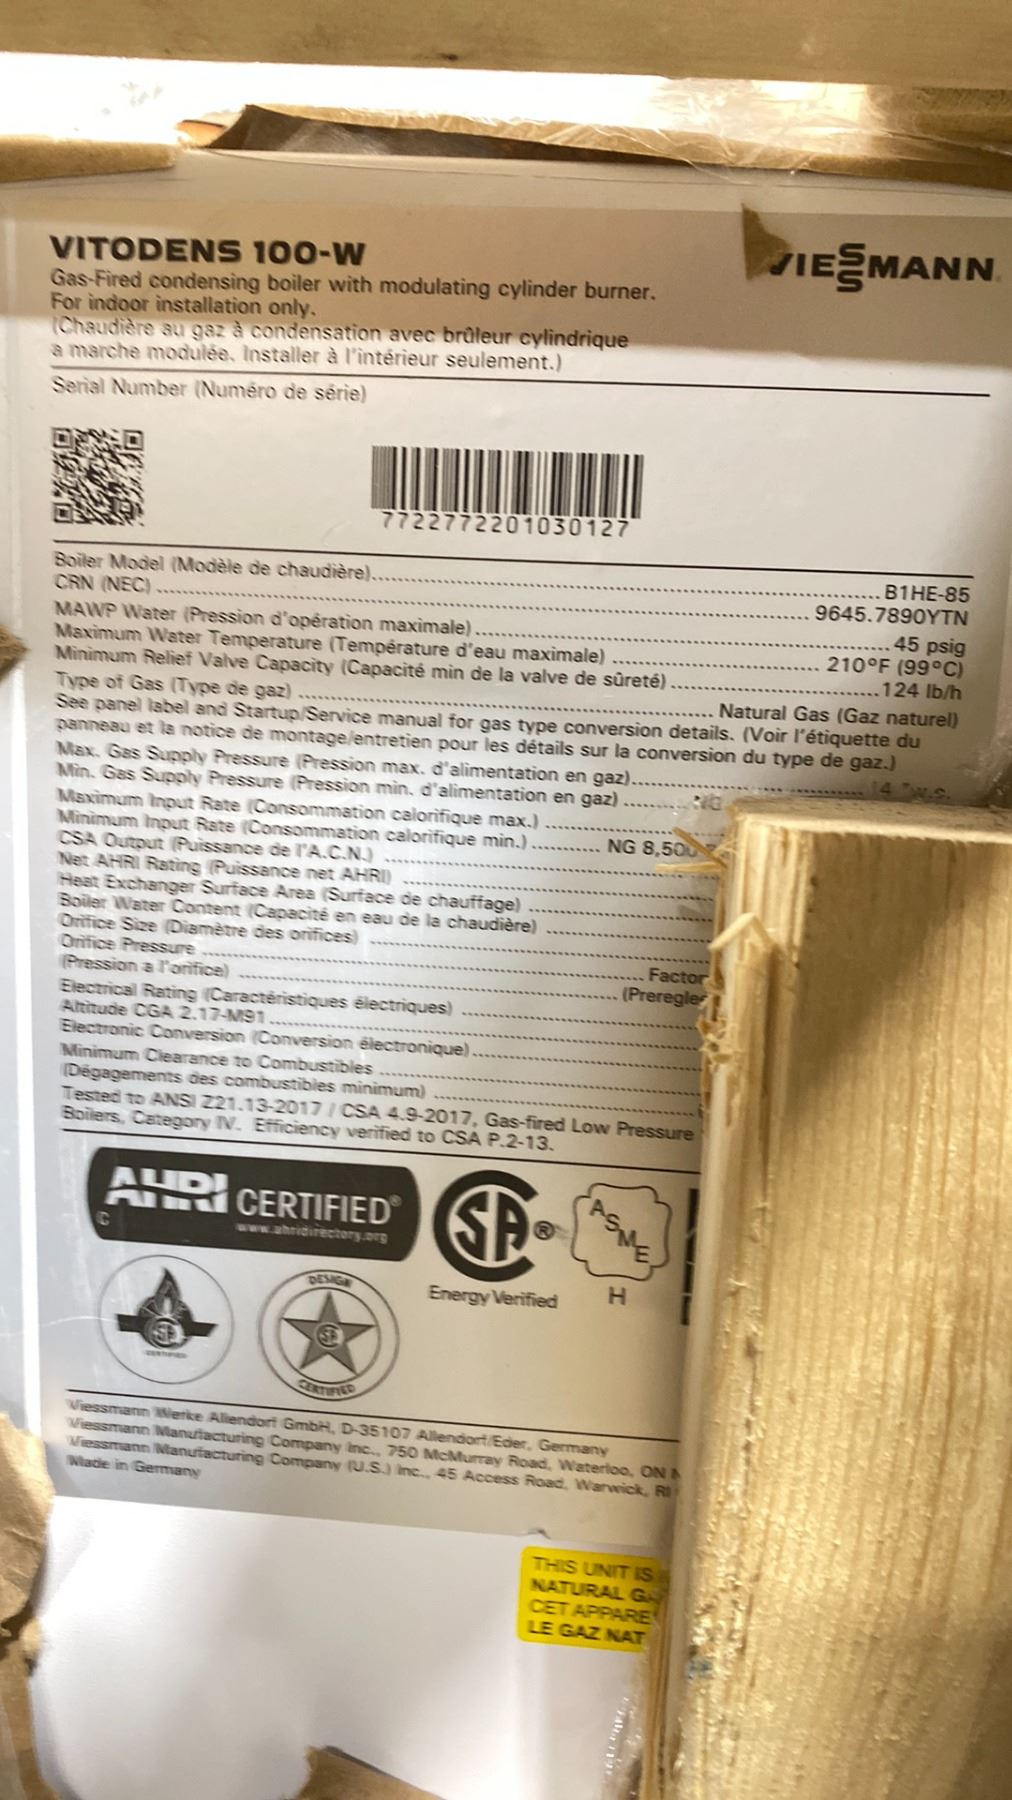 VITODENS 100-W
VIESSMANN
Gas-Fired condensing boiler with modulating cylinder burner.
For indoor installation only.
(Chaudière au gaz à condensation avec brûleur cylindrique
a marche modulée. Installer à l'intérieur seulement.)
Serial Number (Numéro de série)
7722772201030127
Boiler Model (Modèle de chaudière)........ B1HE-85
CRN (NEC)........ 9645.7890YTN
MAWP Water (Pression d'opération maximale)........ 45 psig
Maximum Water Temperature (Température d'eau maximale)........ 210°F (99°C)
Minimum Relief Valve Capacity (Capacité min de la valve de sûreté)........ 124 lb/h
Type of Gas (Type de gaz)........ Natural Gas (Gaz naturel)
See panel label and Startup/Service manual for gas type conversion details. (Voir l'étiquette du
panneau et la notice de montage/entretien pour les détails sur la conversion du type de gaz.)
Max. Gas Supply Pressure (Pression max. d'alimentation en gaz)........ 14 "w.c.
Min. Gas Supply Pressure (Pression min. d'alimentation en gaz)........ NG
Maximum Input Rate (Consommation calorifique max.)........
Minimum Input Rate (Consommation calorifique min.)........ NG 8,500
CSA Output (Puissance de l'A.C.N.)........
Net AHRI Rating (Puissance net AHRI)........
Heat Exchanger Surface Area (Surface de chauffage)........
Boiler Water Content (Capacité en eau de la chaudière)........
Orifice Size (Diamètre des orifices)........
Orifice Pressure........ Factor
(Pression a l'orifice)........ (Preregle
Electrical Rating (Caractéristiques électriques)........
Altitude CGA 2.17-M91........
Electronic Conversion (Conversion électronique)........
Minimum Clearance to Combustibles........
(Dégagements des combustibles minimum)........
Tested to ANSI Z21.13-2017 / CSA 4.9-2017, Gas-fired Low Pressure
Boilers, Category IV. Efficiency verified to CSA P.2-13.
AHRI CERTIFIED®
C www.ahridirectory.org
SA ®
Energy Verified
ASME
H
SA
CERTIFIED
DESIGN
SA
CERTIFIED
Viessmann Werke Allendorf GmbH, D-35107 Allendorf/Eder, Germany
Viessmann Manufacturing Company Inc., 750 McMurray Road, Waterloo, ON
Viessmann Manufacturing Company (U.S.) Inc., 45 Access Road, Warwick, RI
Made in Germany
THIS UNIT IS
NATURAL GA
CET APPARE
LE GAZ NAT